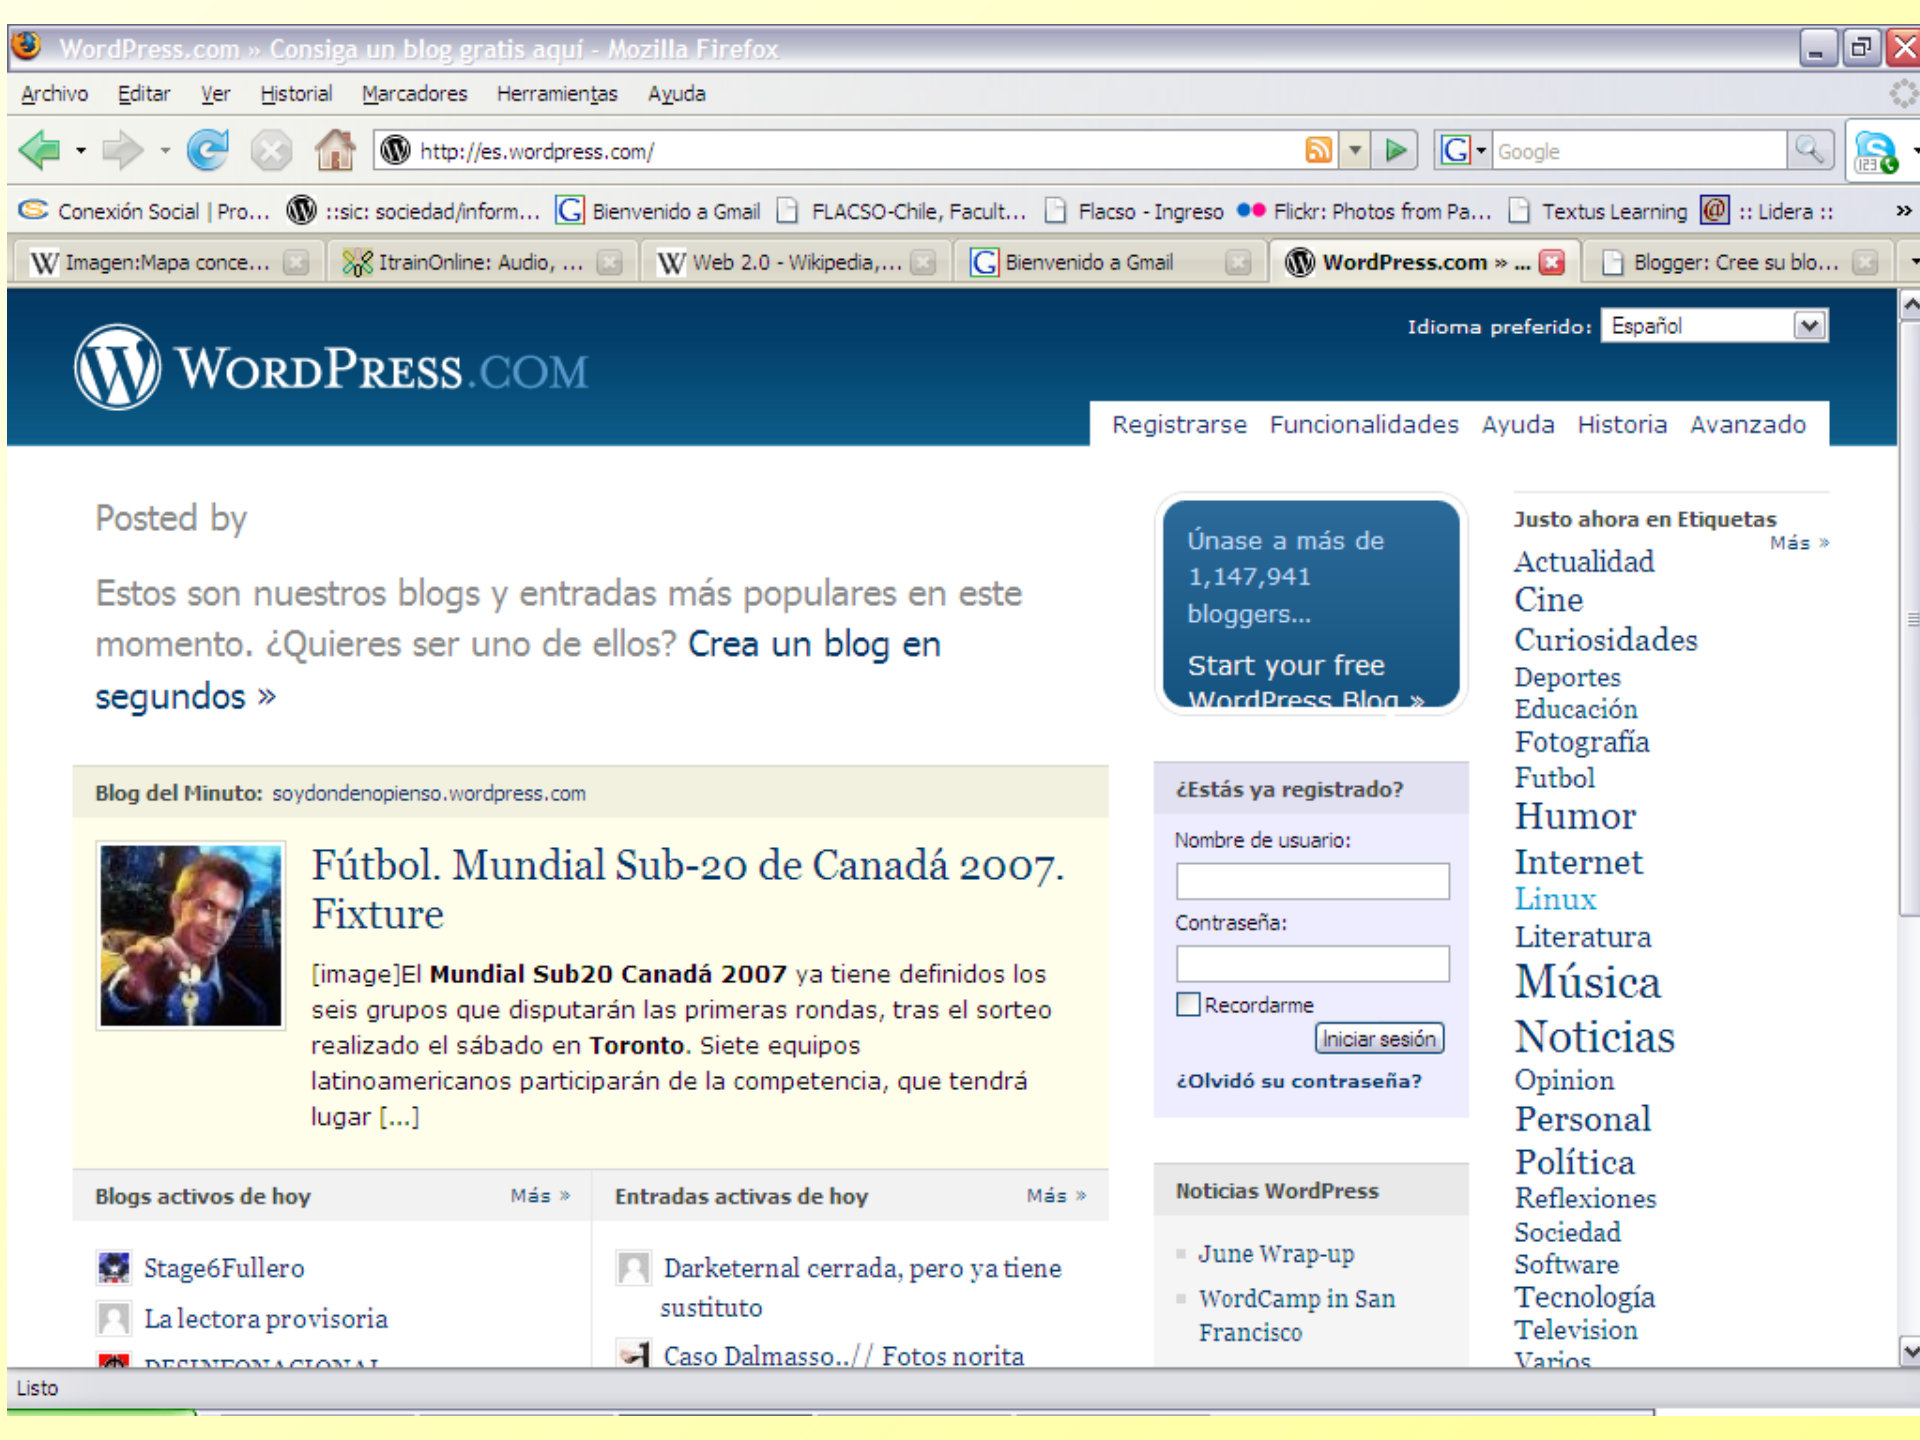 WordPress.com » Consiga un blog gratis aquí - Mozilla Firefox
Archivo Editar Ver Historial Marcadores Herramientas Ayuda
http://es.wordpress.com/
G Google
123
Conexión Social | Pro... ::sic: sociedad/inform... G Bienvenido a Gmail FLACSO-Chile, Facult... Flacso - Ingreso Flickr: Photos from Pa... Textus Learning @ :: Lidera :: »
W Imagen:Mapa conce... ItrainOnline: Audio, ... W Web 2.0 - Wikipedia,... G Bienvenido a Gmail WordPress.com » ... Blogger: Cree su blo...
Idioma preferido: Español
WORDPRESS.COM
Registrarse Funcionalidades Ayuda Historia Avanzado
Posted by
Estos son nuestros blogs y entradas más populares en este
momento. ¿Quieres ser uno de ellos? Crea un blog en
segundos »
Blog del Minuto: soydondenopienso.wordpress.com
Fútbol. Mundial Sub-20 de Canadá 2007.
Fixture
[image]El Mundial Sub20 Canadá 2007 ya tiene definidos los
seis grupos que disputarán las primeras rondas, tras el sorteo
realizado el sábado en Toronto. Siete equipos
latinoamericanos participarán de la competencia, que tendrá
lugar [...]
Blogs activos de hoy Más »
Stage6Fullero
La lectora provisoria
DESINFONACIONAL
Entradas activas de hoy Más »
Darketernal cerrada, pero ya tiene
sustituto
Caso Dalmasso..// Fotos norita
Únase a más de
1,147,941
bloggers...
Start your free
WordPress Blog »
¿Estás ya registrado?
Nombre de usuario:
Contraseña:
Recordarme
Iniciar sesión
¿Olvidó su contraseña?
Noticias WordPress
June Wrap-up
WordCamp in San
Francisco
Justo ahora en Etiquetas
Más »
Actualidad
Cine
Curiosidades
Deportes
Educación
Fotografía
Futbol
Humor
Internet
Linux
Literatura
Música
Noticias
Opinion
Personal
Política
Reflexiones
Sociedad
Software
Tecnología
Television
Varios
Listo